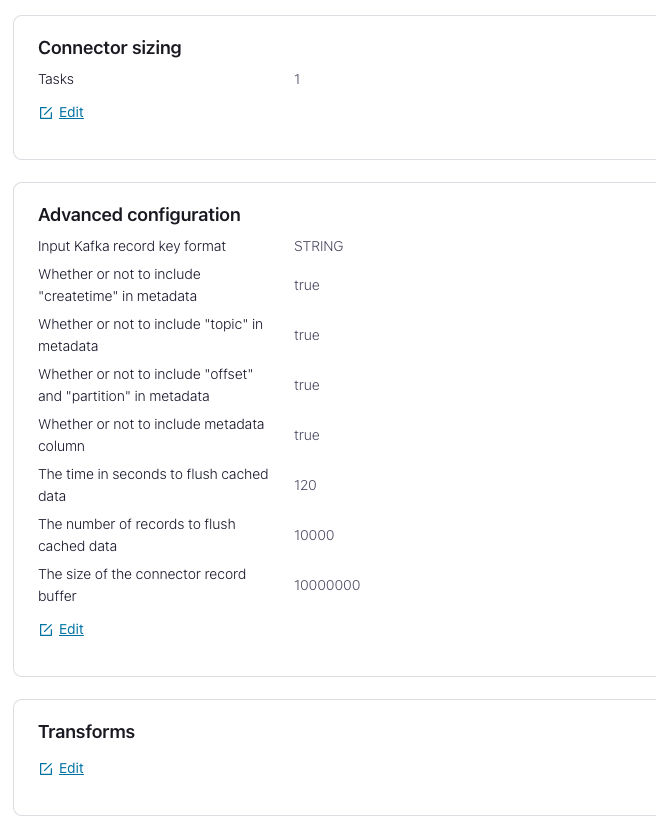 Connector sizing
Tasks 1
Edit
Advanced configuration
Input Kafka record key format STRING
Whether or not to include
"createtime" in metadata
true
Whether or not to include "topic" in
metadata
true
Whether or not to include "offset"
and "partition" in metadata
true
Whether or not to include metadata
column
true
The time in seconds to flush cached
data
120
The number of records to flush
cached data
10000
The size of the connector record
buffer
10000000
Edit
Transforms
Edit